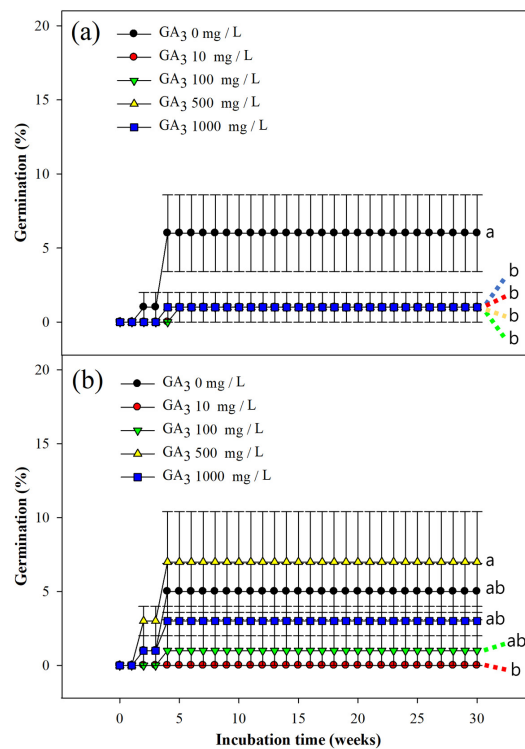 (a)
GA3 0 mg / L
GA3 10 mg / L
GA3 100 mg / L
GA3 500 mg / L
GA3 1000 mg / L
Germination (%)
20
15
10
5
0
a
b
b
b
b
(b)
GA3 0 mg / L
GA3 10 mg / L
GA3 100 mg / L
GA3 500 mg / L
GA3 1000 mg / L
Germination (%)
20
15
10
5
0
a
ab
ab
ab
b
0 5 10 15 20 25 30
Incubation time (weeks)